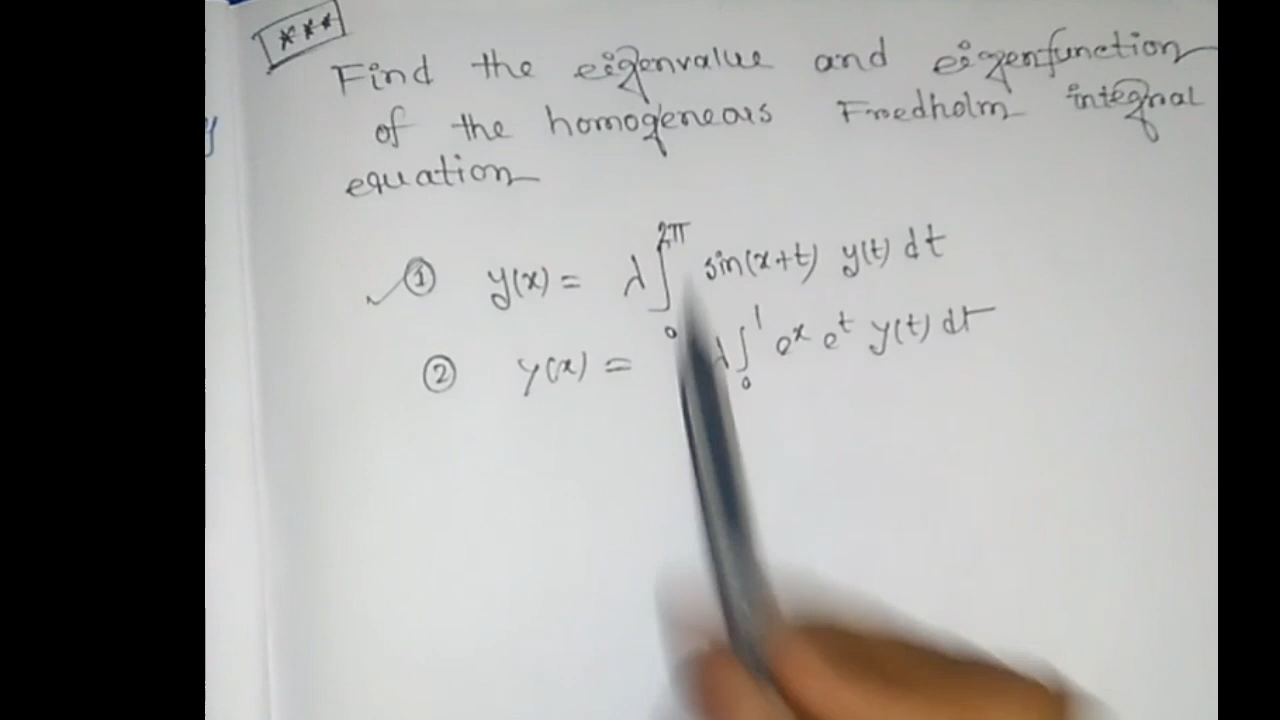 ***
Find the eigenvalue and eigenfunction
of the homogeneous Fredholm integral
equation
① y(x) = λ∫₀^2π sin(x+t) y(t) dt
② y(x) = λ∫₀^1 e^x e^t y(t) dt